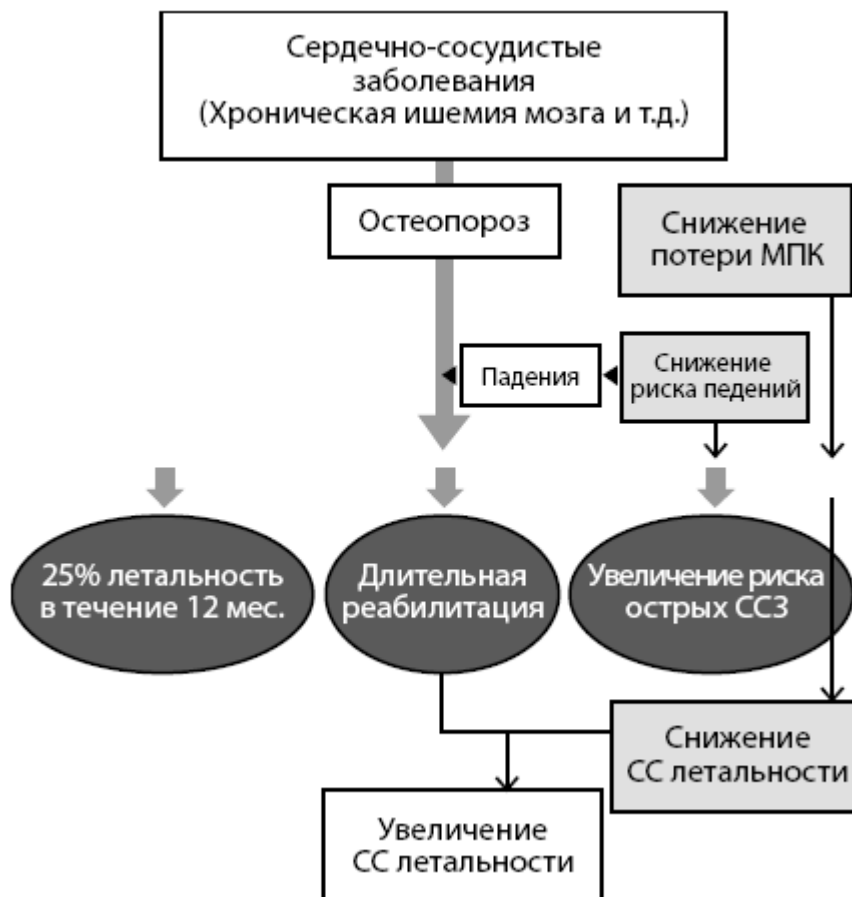 Сердечно-сосудистые
заболевания
(Хроническая ишемия мозга и т.д.)
Остеопороз
Снижение
потери МПК
Падения
Снижение
риска педений
25% летальность
в течение 12 мес.
Длительная
реабилитация
Увеличение риска
острых ССЗ
Снижение
СС летальности
Увеличение
СС летальности